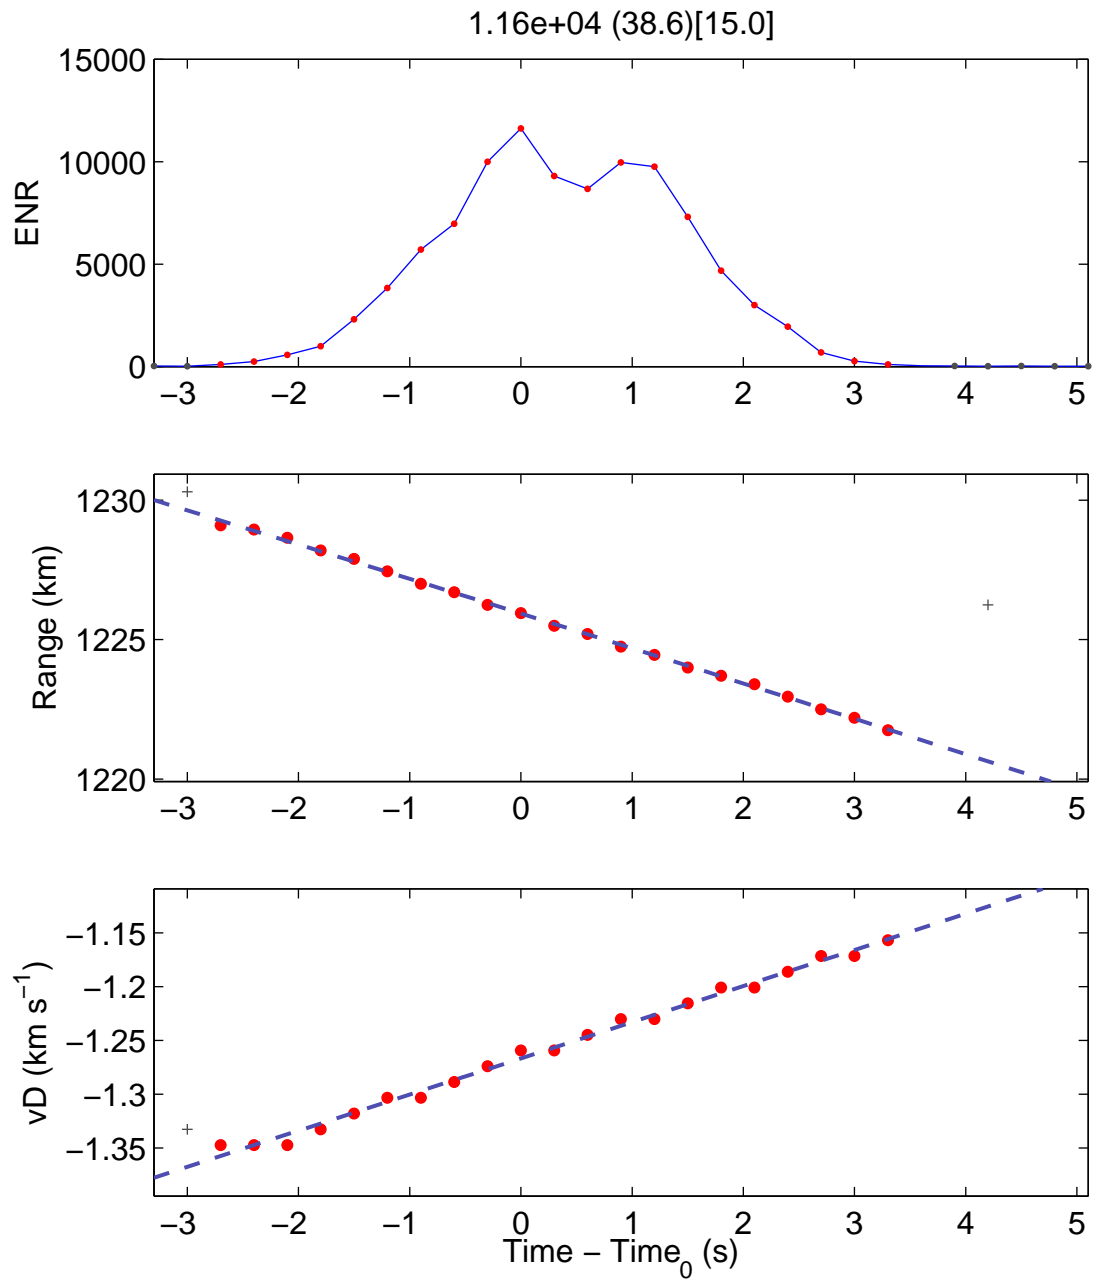 1.16e+04 (38.6)[15.0]
15000
10000
5000
0
ENR
−3 −2 −1 0 1 2 3 4 5
1230
1225
1220
Range (km)
−3 −2 −1 0 1 2 3 4 5
−1.15
−1.2
−1.25
−1.3
−1.35
vD (km s−1)
−3 −2 −1 0 1 2 3 4 5
Time − Time0 (s)